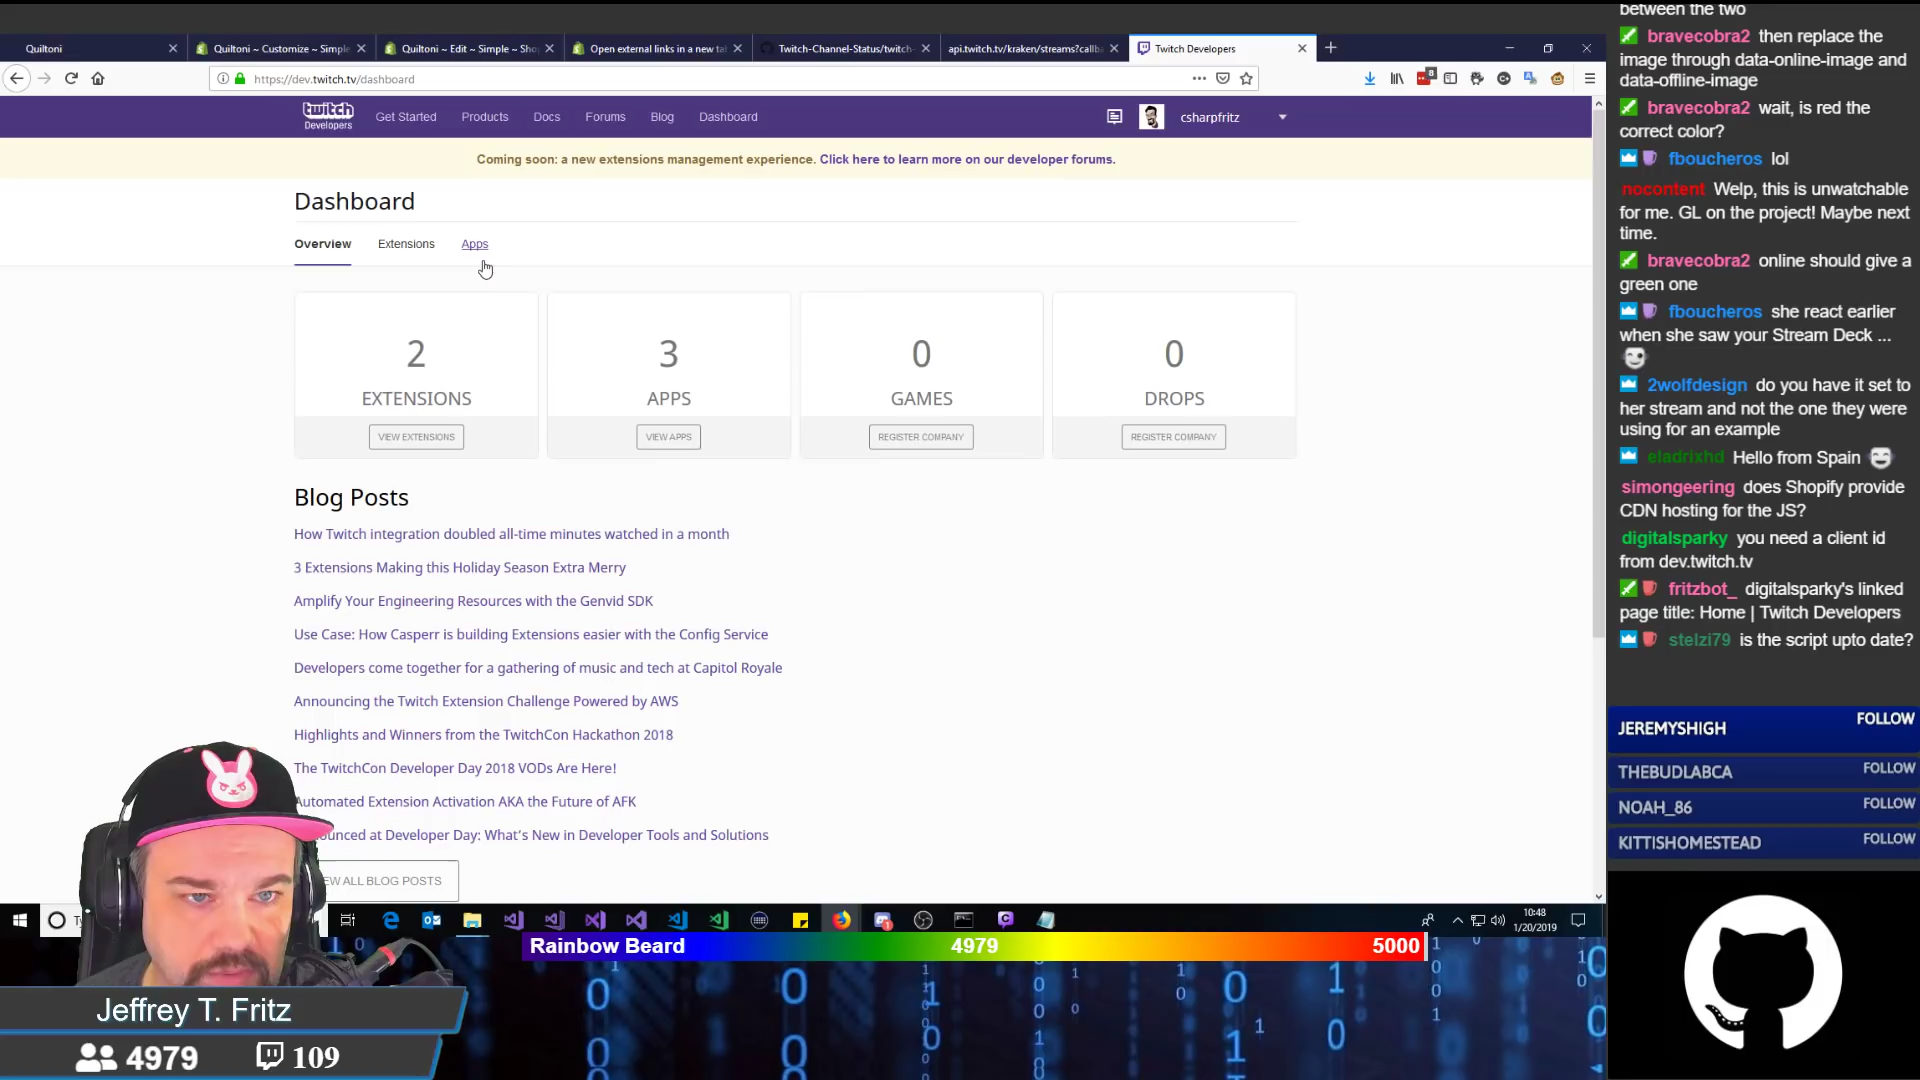 Quiltoni
Quiltoni ~ Customize ~ Simple
Quiltoni ~ Edit ~ Simple ~ Sho
Open external links in a new ta
Twitch-Channel-Status/twitch-
api.twitch.tv/kraken/streams?callb
Twitch Developers
https://dev.twitch.tv/dashboard
8
twitch
Developers
Get Started
Products
Docs
Forums
Blog
Dashboard
csharpfritz
Coming soon: a new extensions management experience. Click here to learn more on our developer forums.
Dashboard
Overview
Extensions
Apps
2
EXTENSIONS
VIEW EXTENSIONS
3
APPS
VIEW APPS
0
GAMES
REGISTER COMPANY
0
DROPS
REGISTER COMPANY
Blog Posts
How Twitch integration doubled all-time minutes watched in a month
3 Extensions Making this Holiday Season Extra Merry
Amplify Your Engineering Resources with the Genvid SDK
Use Case: How Casperr is building Extensions easier with the Config Service
Developers come together for a gathering of music and tech at Capitol Royale
Announcing the Twitch Extension Challenge Powered by AWS
Highlights and Winners from the TwitchCon Hackathon 2018
The TwitchCon Developer Day 2018 VODs Are Here!
Automated Extension Activation AKA the Future of AFK
ounced at Developer Day: What's New in Developer Tools and Solutions
EW ALL BLOG POSTS
10:48
1/20/2019
between the two
bravecobra2 then replace the
image through data-online-image and
data-offline-image
bravecobra2 wait, is red the
correct color?
fboucheros lol
nocontent Welp, this is unwatchable
for me. GL on the project! Maybe next
time.
bravecobra2 online should give a
green one
fboucheros she react earlier
when she saw your Stream Deck ...
2wolfdesign do you have it set to
her stream and not the one they were
using for an example
eladrixhd Hello from Spain
simongeering does Shopify provide
CDN hosting for the JS?
digitalsparky you need a client id
from dev.twitch.tv
fritzbot_ digitalsparky's linked
page title: Home | Twitch Developers
stelzi79 is the script upto date?
JEREMYSHIGH FOLLOW
THEBUDLABCA FOLLOW
NOAH_86 FOLLOW
KITTISHOMESTEAD FOLLOW
Rainbow Beard 4979 5000
Jeffrey T. Fritz
4979 109